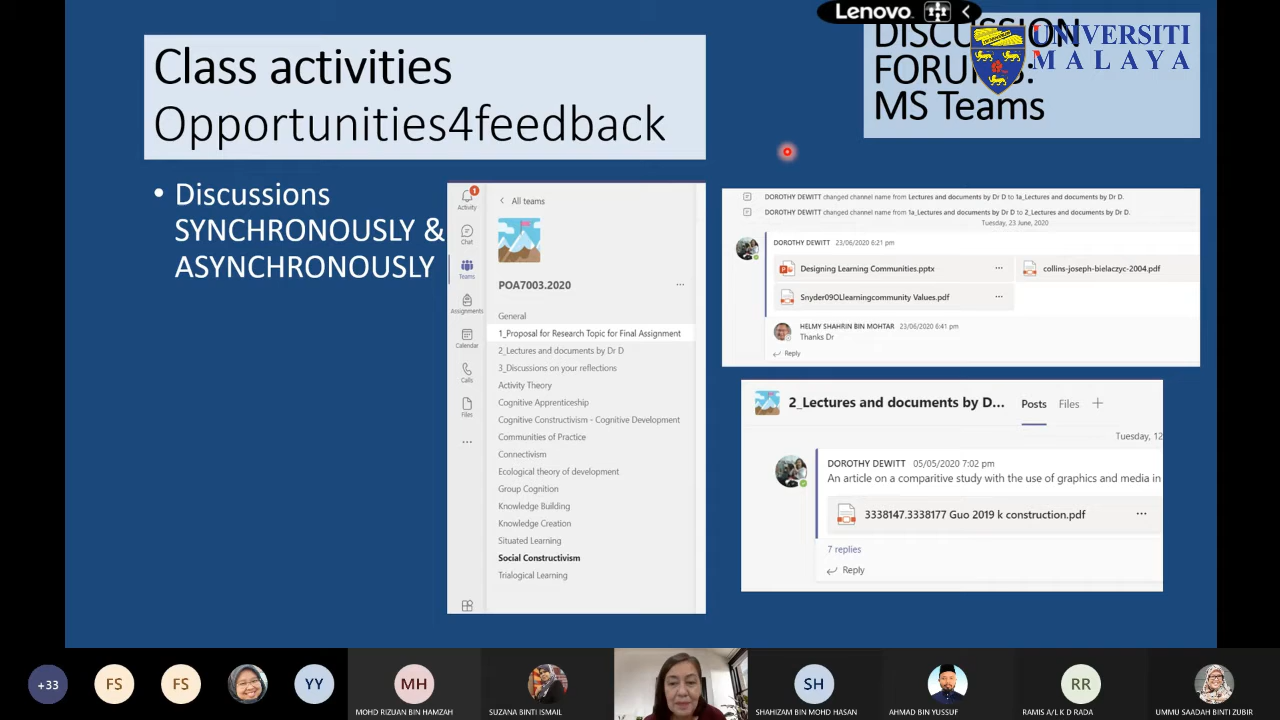 Lenovo
Class activities
Opportunities4feedback
DISCUSSION
FORUMS:
MS Teams
UNIVERSITI
MALAYA
• Discussions
SYNCHRONOUSLY &
ASYNCHRONOUSLY
1
Activity
Chat
Teams
Assignments
Calendar
Calls
Files
All teams
POA7003.2020
General
1_Proposal for Research Topic for Final Assignment
2_Lectures and documents by Dr D
3_Discussions on your reflections
Activity Theory
Cognitive Apprenticeship
Cognitive Constructivism - Cognitive Development
Communities of Practice
Connectivism
Ecological theory of development
Group Cognition
Knowledge Building
Knowledge Creation
Situated Learning
Social Constructivism
Trialogical Learning
DOROTHY DEWITT changed channel name from Lectures and documents by Dr D to 1a_Lectures and documents by Dr D.
DOROTHY DEWITT changed channel name from 1a_Lectures and documents by Dr D to 2_Lectures and documents by Dr D.
Tuesday, 23 June, 2020
DOROTHY DEWITT 23/06/2020 6:21 pm
Designing Learning Communities.pptx
collins-joseph-bielaczyc-2004.pdf
Snyder09OLlearningcommunity Values.pdf
HELMY SHAHRIN BIN MOHTAR 23/06/2020 6:41 pm
Thanks Dr
Reply
2_Lectures and documents by D...
Posts Files
Tuesday, 12
DOROTHY DEWITT 05/05/2020 7:02 pm
An article on a comparitive study with the use of graphics and media in
3338147.3338177 Guo 2019 k construction.pdf
7 replies
Reply
+33
FS
FS
YY
MH
MOHD RIZUAN BIN HAMZAH
SUZANA BINTI ISMAIL
SH
SHAHIZAM BIN MOHD HASAN
AHMAD BIN YUSSUF
RR
RAMIS A/L K D RADA
UMMU SAADAH BINTI ZUBIR